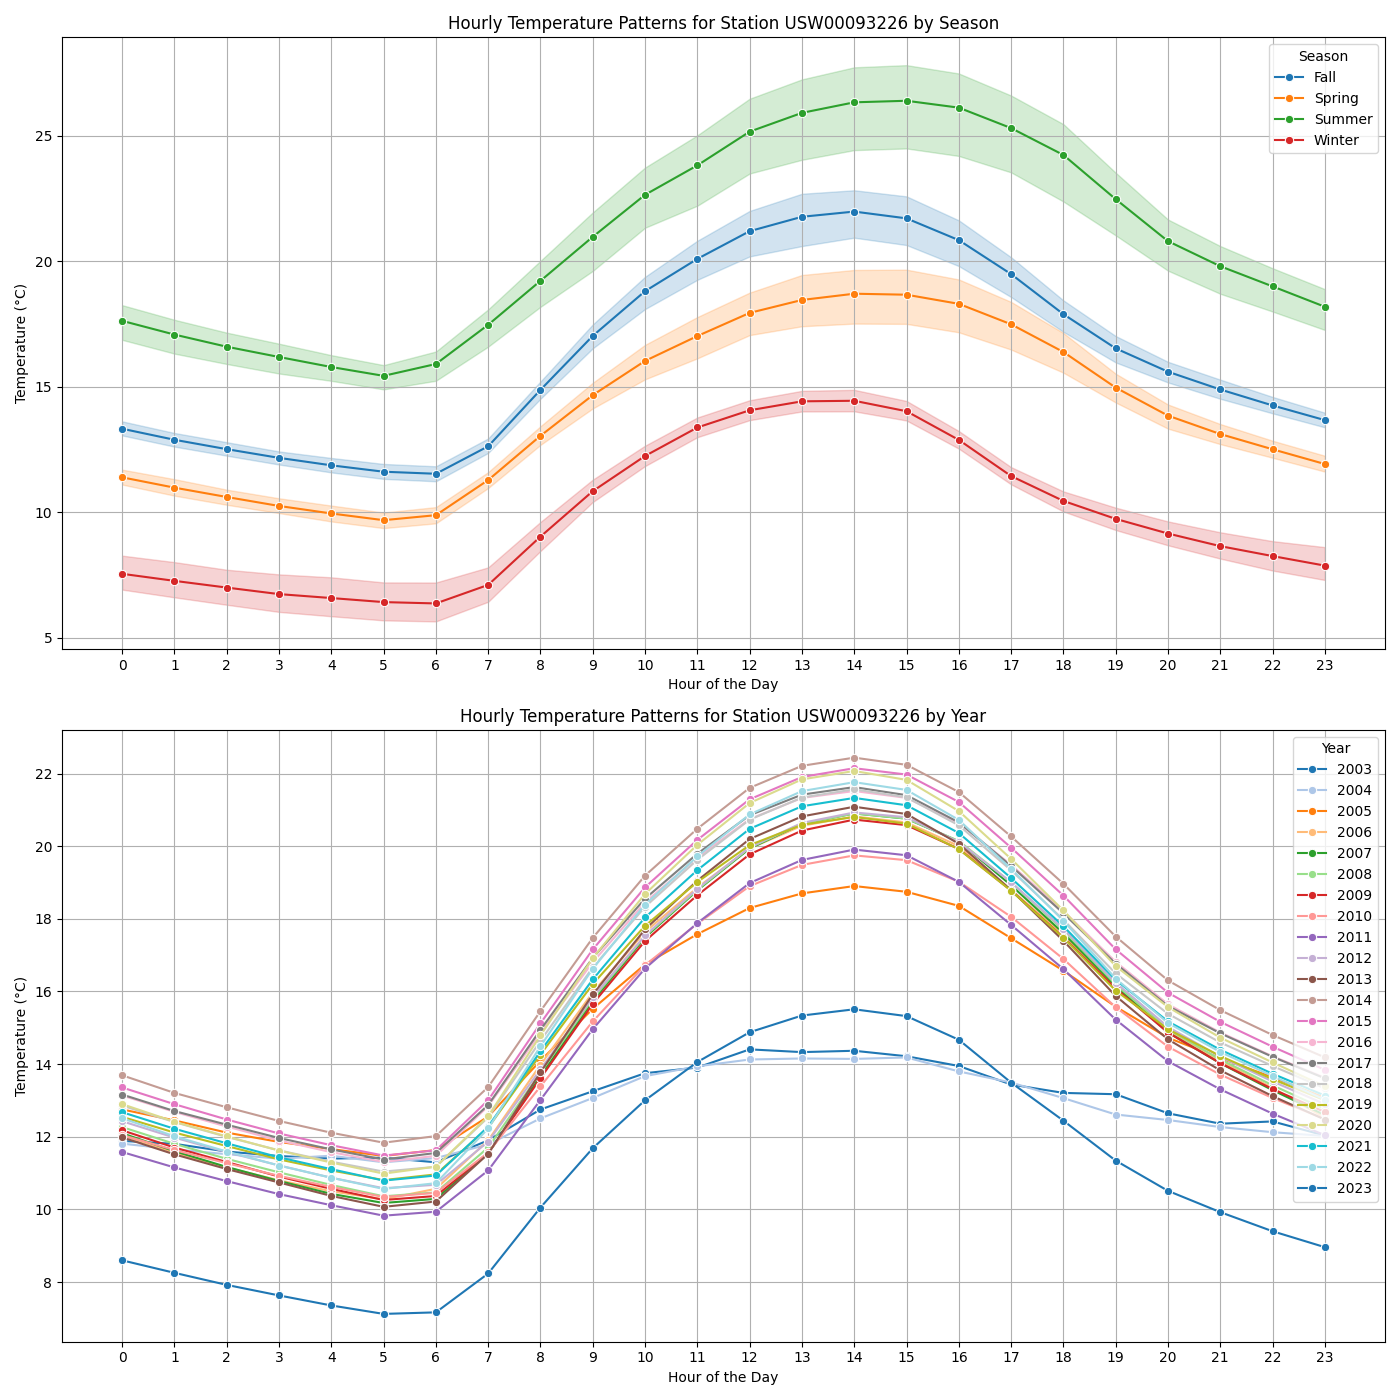 Hourly Temperature Patterns for Station USW00093226 by Season
Season
Fall
Spring
Summer
Winter
Temperature (°C)
25
20
15
10
5
0 1 2 3 4 5 6 7 8 9 10 11 12 13 14 15 16 17 18 19 20 21 22 23
Hour of the Day
Hourly Temperature Patterns for Station USW00093226 by Year
Year
2003
2004
2005
2006
2007
2008
2009
2010
2011
2012
2013
2014
2015
2016
2017
2018
2019
2020
2021
2022
2023
Temperature (°C)
22
20
18
16
14
12
10
8
0 1 2 3 4 5 6 7 8 9 10 11 12 13 14 15 16 17 18 19 20 21 22 23
Hour of the Day